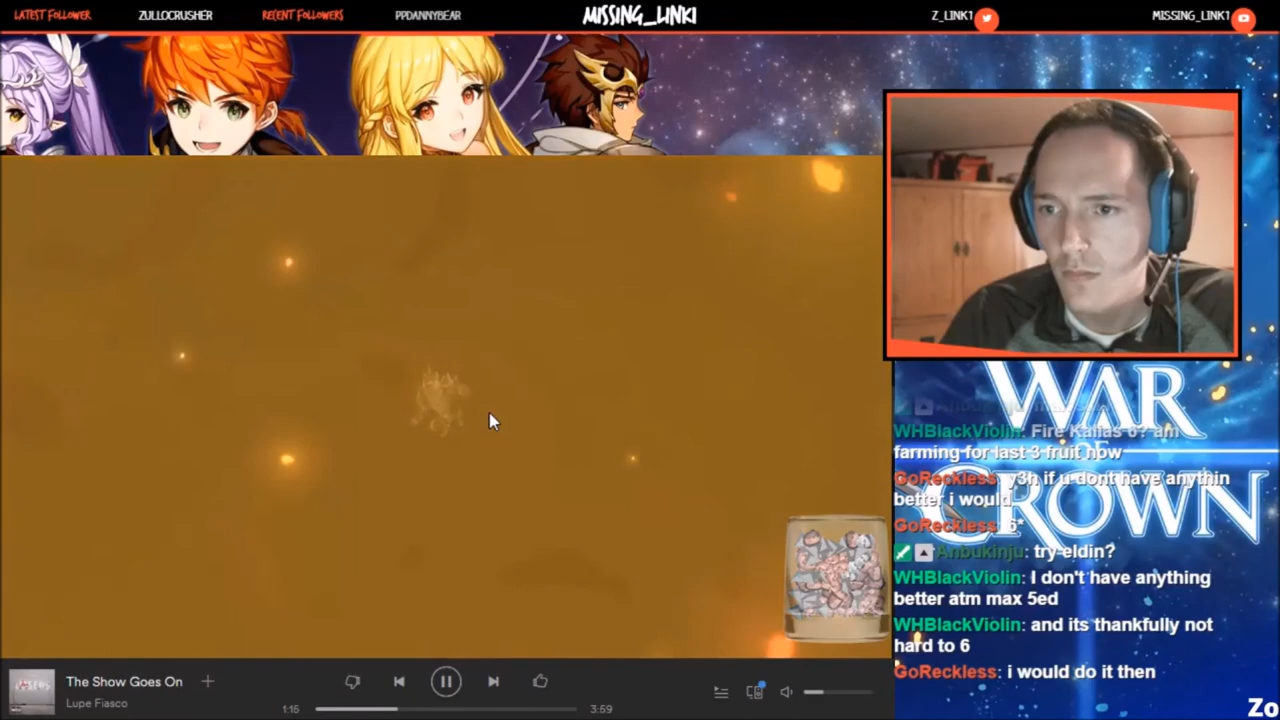 LATEST FOLLOWER ZULLOCRUSHER RECENT FOLLOWERS PPDANNYBEAR MISSING_LINK1 Z_LINK1 MISSING_LINK1
WAR
OF
CROWN
WHBlackViolin: Fire Kallas 6? am
farming for last 3 fruit now
GoReckless: y3h if u dont have anythin
better i would
GoReckless: 6*
Anbukinju: try eldin?
WHBlackViolin: I don't have anything
better atm max 5ed
WHBlackViolin: and its thankfully not
hard to 6
GoReckless: i would do it then
The Show Goes On
Lupe Fiasco
1:15 3:59
Zo